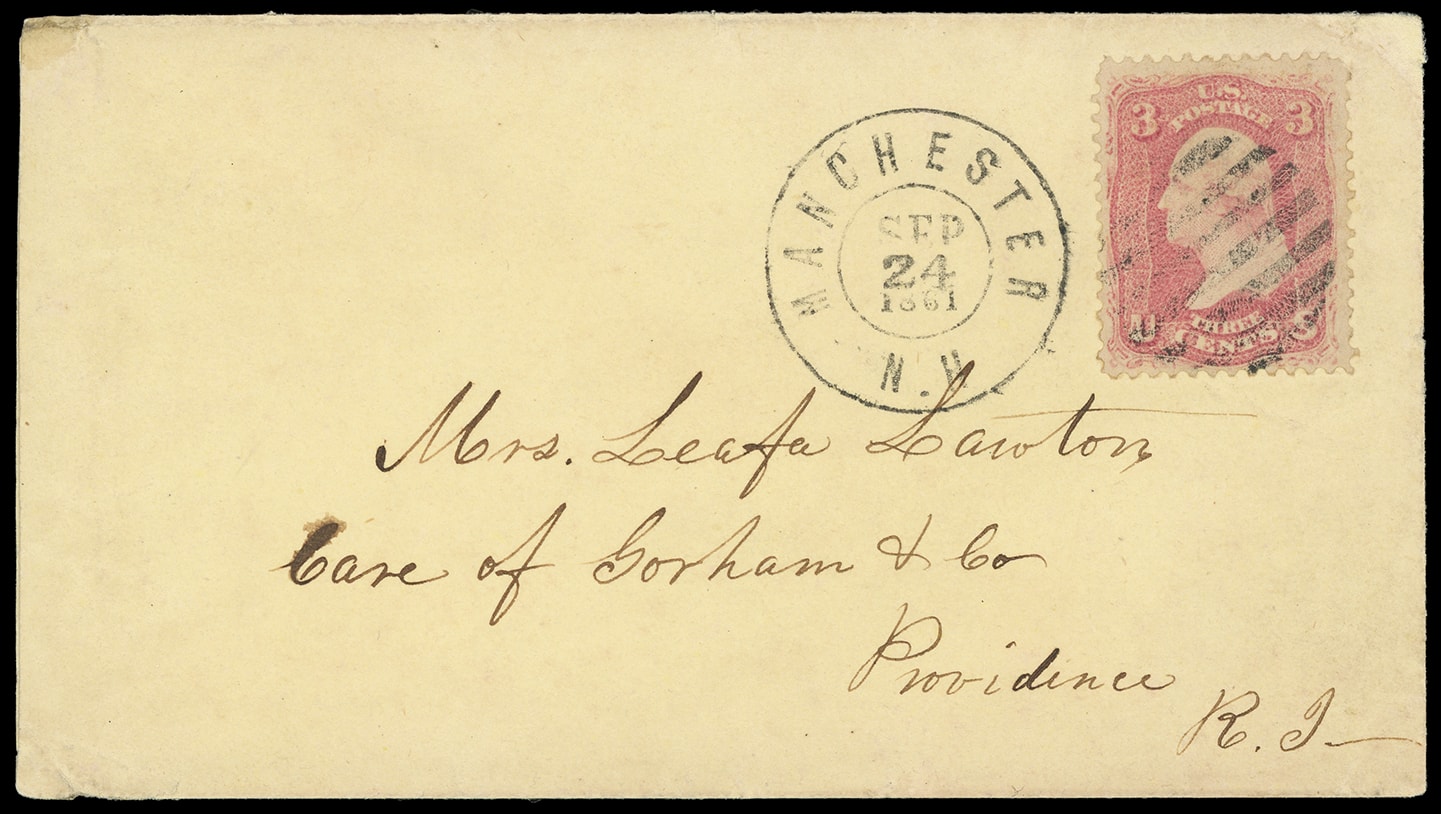 MANCHESTER
N.H
SEP
24
1861
3 U.S. 3
POSTAGE
THREE
CENTS
Mrs. Leafa Lawton
Care of Gorham & Co
Providence
R. I